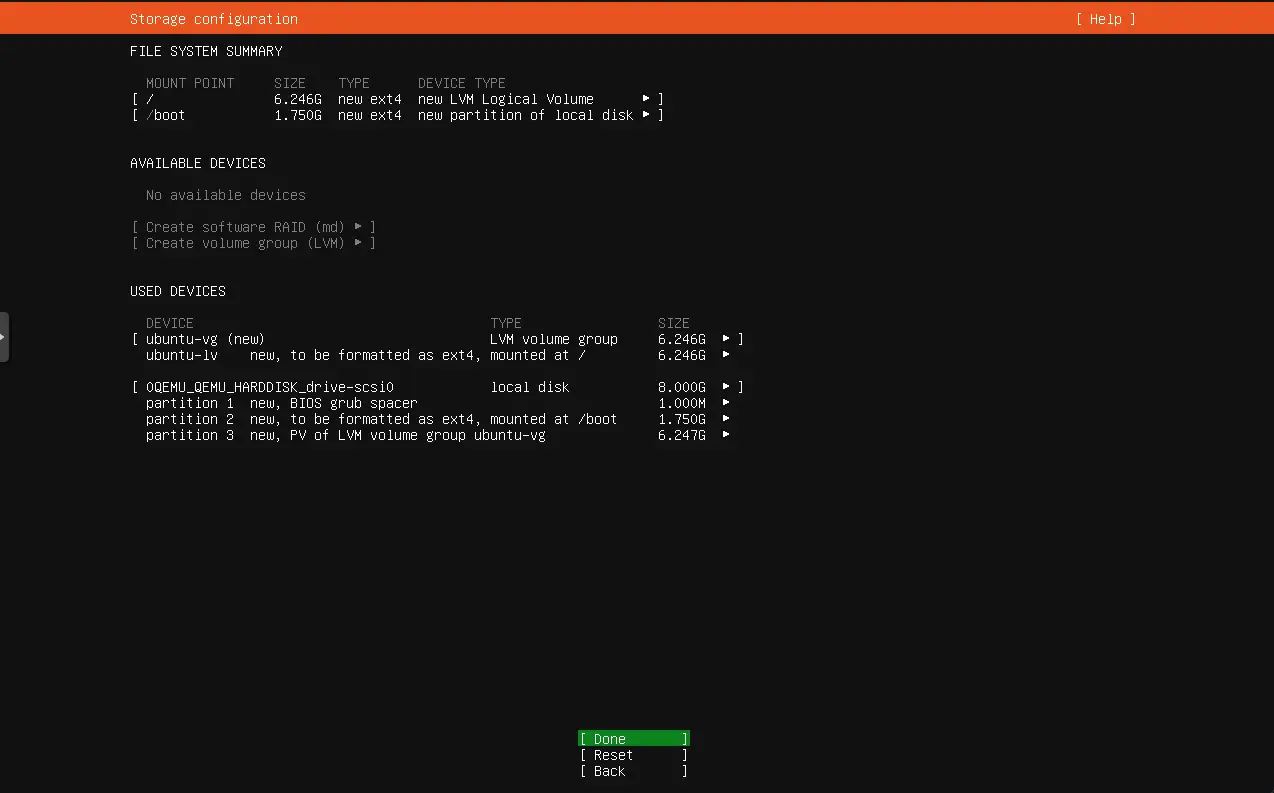 Storage configuration [ Help ]
FILE SYSTEM SUMMARY
MOUNT POINT SIZE TYPE DEVICE TYPE
[ / 6.246G new ext4 new LVM Logical Volume ▸ ]
[ /boot 1.750G new ext4 new partition of local disk ▸ ]
AVAILABLE DEVICES
No available devices
[ Create software RAID (md) ▸ ]
[ Create volume group (LVM) ▸ ]
USED DEVICES
DEVICE TYPE SIZE
[ ubuntu-vg (new) LVM volume group 6.246G ▸ ]
ubuntu-lv new, to be formatted as ext4, mounted at / 6.246G ▸
[ 0QEMU_QEMU_HARDDISK_drive-scsi0 local disk 8.000G ▸ ]
partition 1 new, BIOS grub spacer 1.000M ▸
partition 2 new, to be formatted as ext4, mounted at /boot 1.750G ▸
partition 3 new, PV of LVM volume group ubuntu-vg 6.247G ▸
[ Done ]
[ Reset ]
[ Back ]